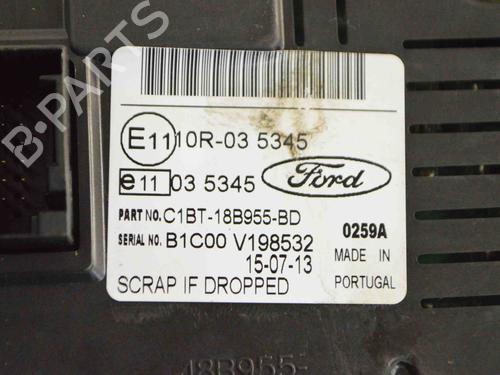 B-PARTS
E11 10R-03 5345
e11 03 5345
Ford
PART NO. C1BT-18B955-BD
SERIAL NO. B1C00 V198532
0259A
15-07-13
MADE IN
PORTUGAL
SCRAP IF DROPPED
18B955-